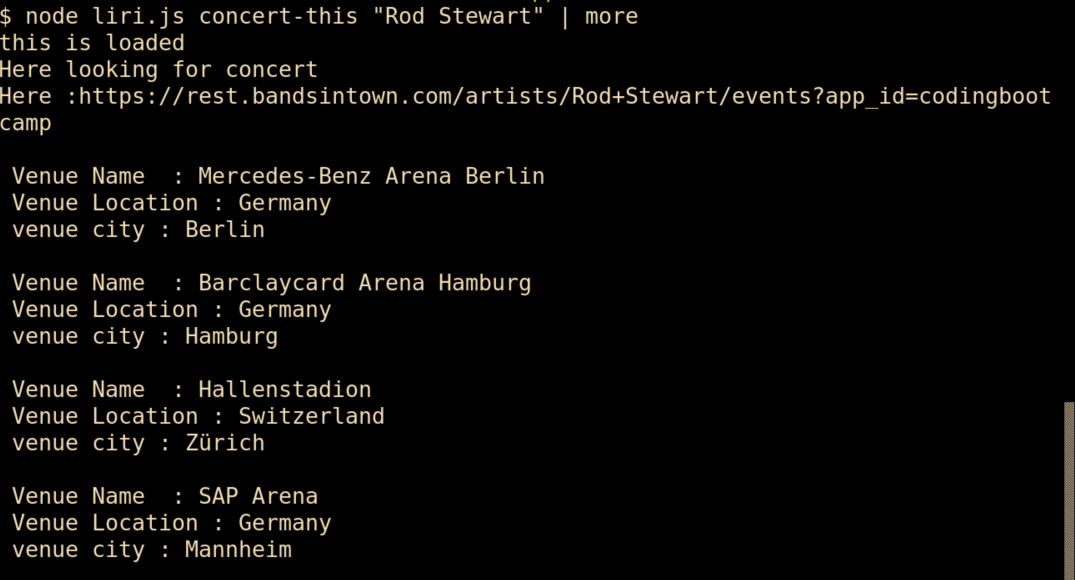 $ node liri.js concert-this "Rod Stewart" | more
this is loaded
Here looking for concert
Here :https://rest.bandsintown.com/artists/Rod+Stewart/events?app_id=codingboot
camp
Venue Name  : Mercedes-Benz Arena Berlin
Venue Location : Germany
venue city : Berlin
Venue Name  : Barclaycard Arena Hamburg
Venue Location : Germany
venue city : Hamburg
Venue Name  : Hallenstadion
Venue Location : Switzerland
venue city : Zürich
Venue Name  : SAP Arena
Venue Location : Germany
venue city : Mannheim